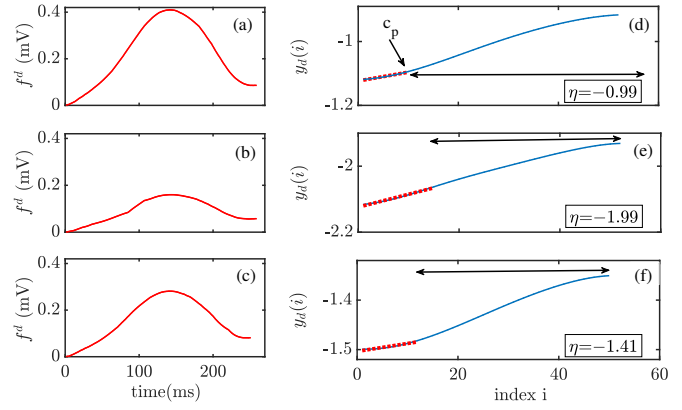 (a)
0.4
0.2
0
f^d (mV)
(b)
0.4
0.2
0
f^d (mV)
(c)
0.4
0.2
0
f^d (mV)
0 100 200
time(ms)
(d)
c_p
-1
-1.2
y_d(i)
η=−0.99
(e)
-2
-2.2
y_d(i)
η=−1.99
(f)
-1.4
-1.5
y_d(i)
η=−1.41
0 20 40 60
index i